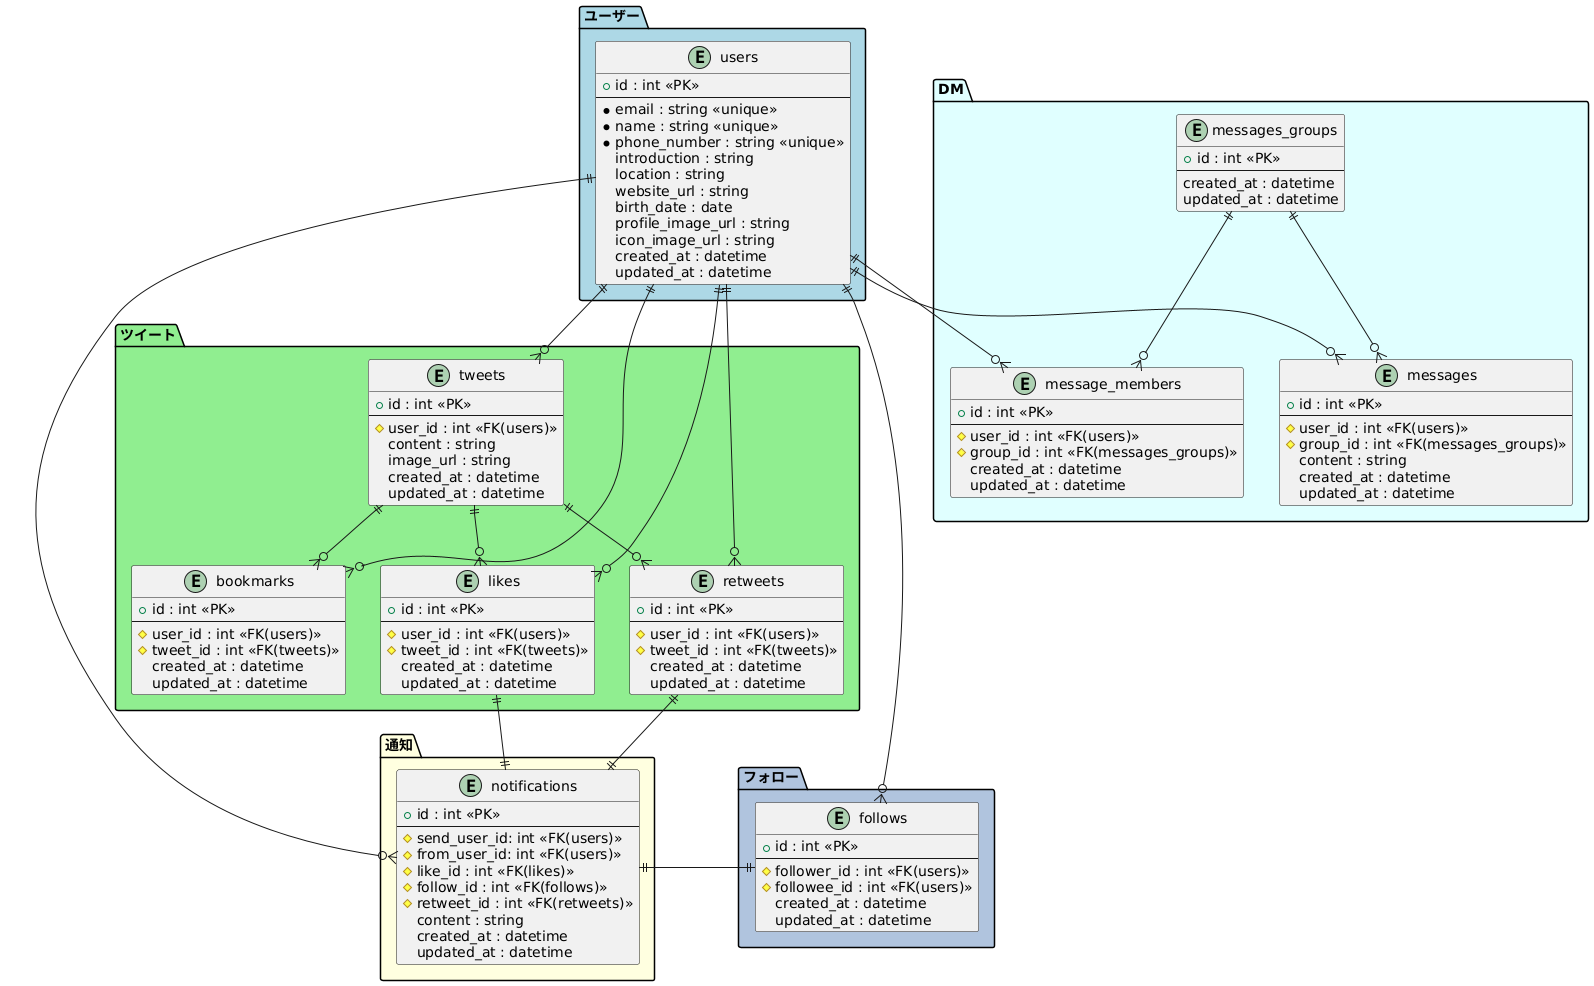 ユーザー
E users
id : int «PK»
email : string «unique»
name : string «unique»
phone_number : string «unique»
introduction : string
location : string
website_url : string
birth_date : date
profile_image_url : string
icon_image_url : string
created_at : datetime
updated_at : datetime
DM
E messages_groups
id : int «PK»
created_at : datetime
updated_at : datetime
E message_members
id : int «PK»
user_id : int «FK(users)»
group_id : int «FK(messages_groups)»
created_at : datetime
updated_at : datetime
E messages
id : int «PK»
user_id : int «FK(users)»
group_id : int «FK(messages_groups)»
content : string
created_at : datetime
updated_at : datetime
ツイート
E tweets
id : int «PK»
user_id : int «FK(users)»
content : string
image_url : string
created_at : datetime
updated_at : datetime
E bookmarks
id : int «PK»
user_id : int «FK(users)»
tweet_id : int «FK(tweets)»
created_at : datetime
updated_at : datetime
E likes
id : int «PK»
user_id : int «FK(users)»
tweet_id : int «FK(tweets)»
created_at : datetime
updated_at : datetime
E retweets
id : int «PK»
user_id : int «FK(users)»
tweet_id : int «FK(tweets)»
created_at : datetime
updated_at : datetime
通知
E notifications
id : int «PK»
send_user_id: int «FK(users)»
from_user_id: int «FK(users)»
like_id : int «FK(likes)»
follow_id : int «FK(follows)»
retweet_id : int «FK(retweets)»
content : string
created_at : datetime
updated_at : datetime
フォロー
E follows
id : int «PK»
follower_id : int «FK(users)»
followee_id : int «FK(users)»
created_at : datetime
updated_at : datetime